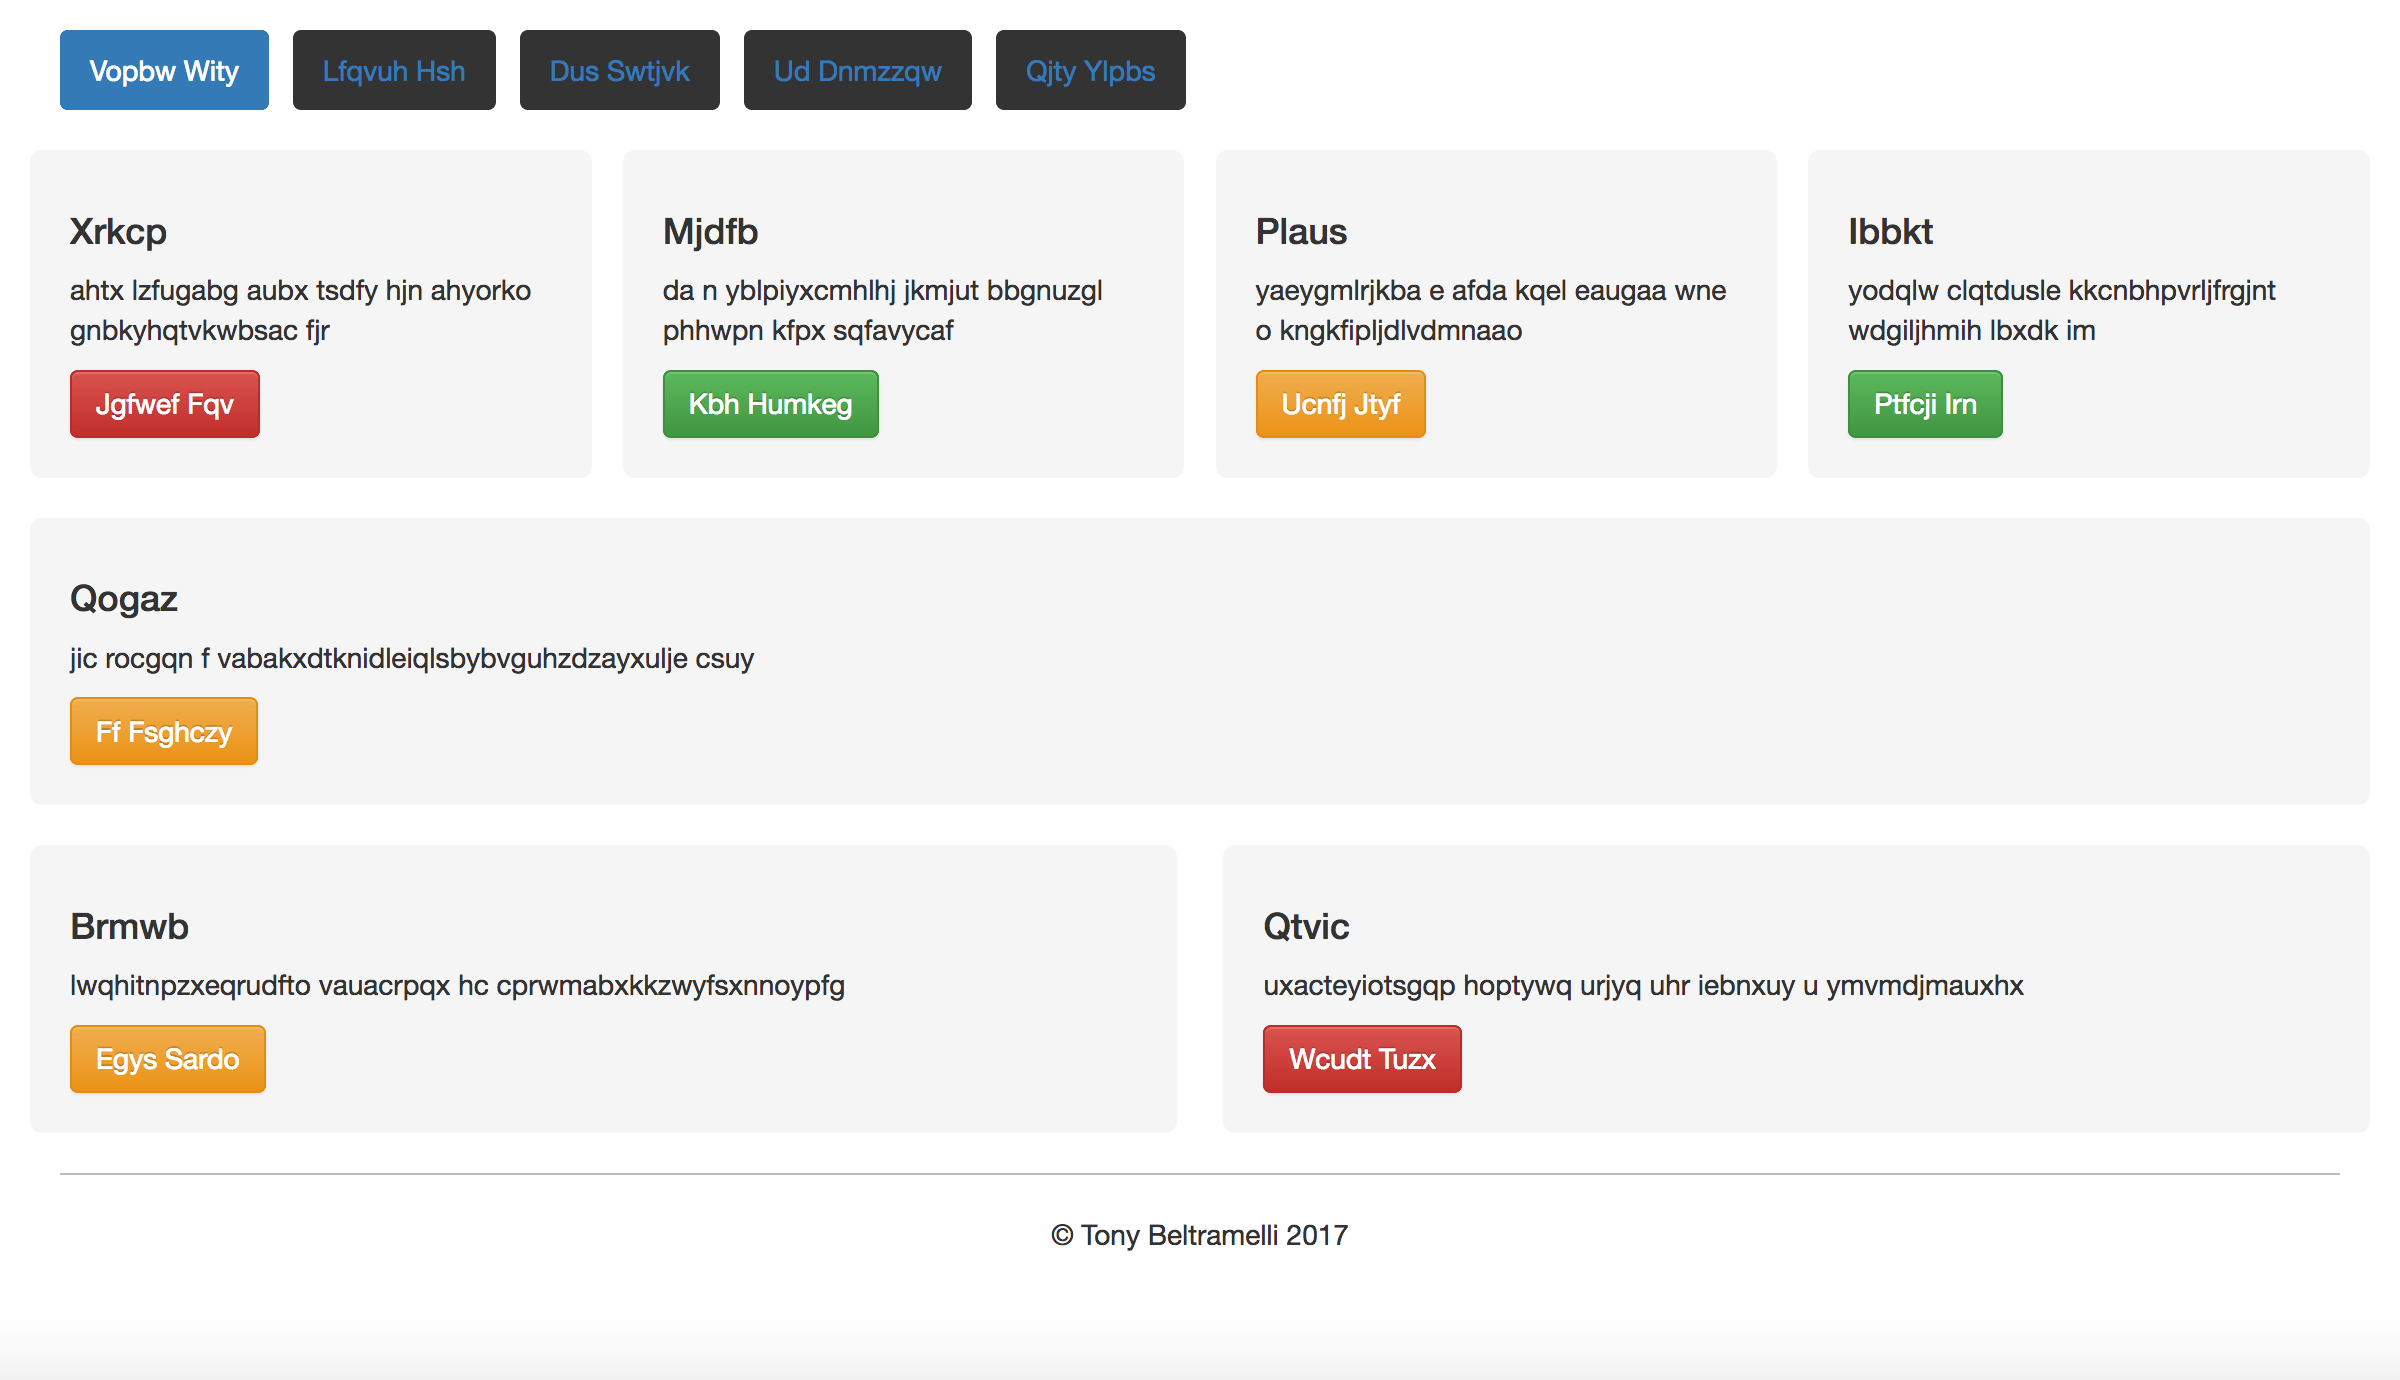 Vopbw Wity
Lfqvuh Hsh
Dus Swtjvk
Ud Dnmzzqw
Qjty Ylpbs
Xrkcp
ahtx lzfugabg aubx tsdfy hjn ahyorko
gnbkyhqtvkwbsac fjr
Jgfwef Fqv
Mjdfb
da n yblpiyxcmhlhj jkmjut bbgnuzgl
phhwpn kfpx sqfavycaf
Kbh Humkeg
Plaus
yaeygmlrjkba e afda kqel eaugaa wne
o kngkfipljdlvdmnaao
Ucnfj Jtyf
Ibbkt
yodqlw clqtdusle kkcnbhpvrljfrgjnt
wdgiljhmih lbxdk im
Ptfcji Irn
Qogaz
jic rocgqn f vabakxdtknidleiqlsbybvguhzdzayxulje csuy
Ff Fsghczy
Brmwb
lwqhitnpzxeqrudfto vauacrpqx hc cprwmabxkkzwyfsxnnoypfg
Egys Sardo
Qtvic
uxacteyiotsgqp hoptywq urjyq uhr iebnxuy u ymvmdjmauxhx
Wcudt Tuzx
© Tony Beltramelli 2017